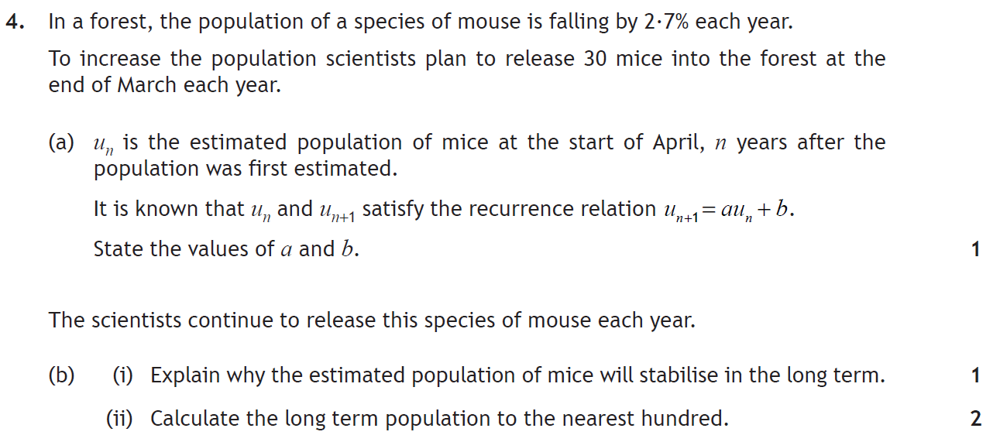 4. In a forest, the population of a species of mouse is falling by 2·7% each year.
To increase the population scientists plan to release 30 mice into the forest at the
end of March each year.
(a) uₙ is the estimated population of mice at the start of April, n years after the
population was first estimated.
It is known that uₙ and uₙ₊₁ satisfy the recurrence relation uₙ₊₁ = auₙ + b.
State the values of a and b. 1
The scientists continue to release this species of mouse each year.
(b) (i) Explain why the estimated population of mice will stabilise in the long term. 1
(ii) Calculate the long term population to the nearest hundred. 2